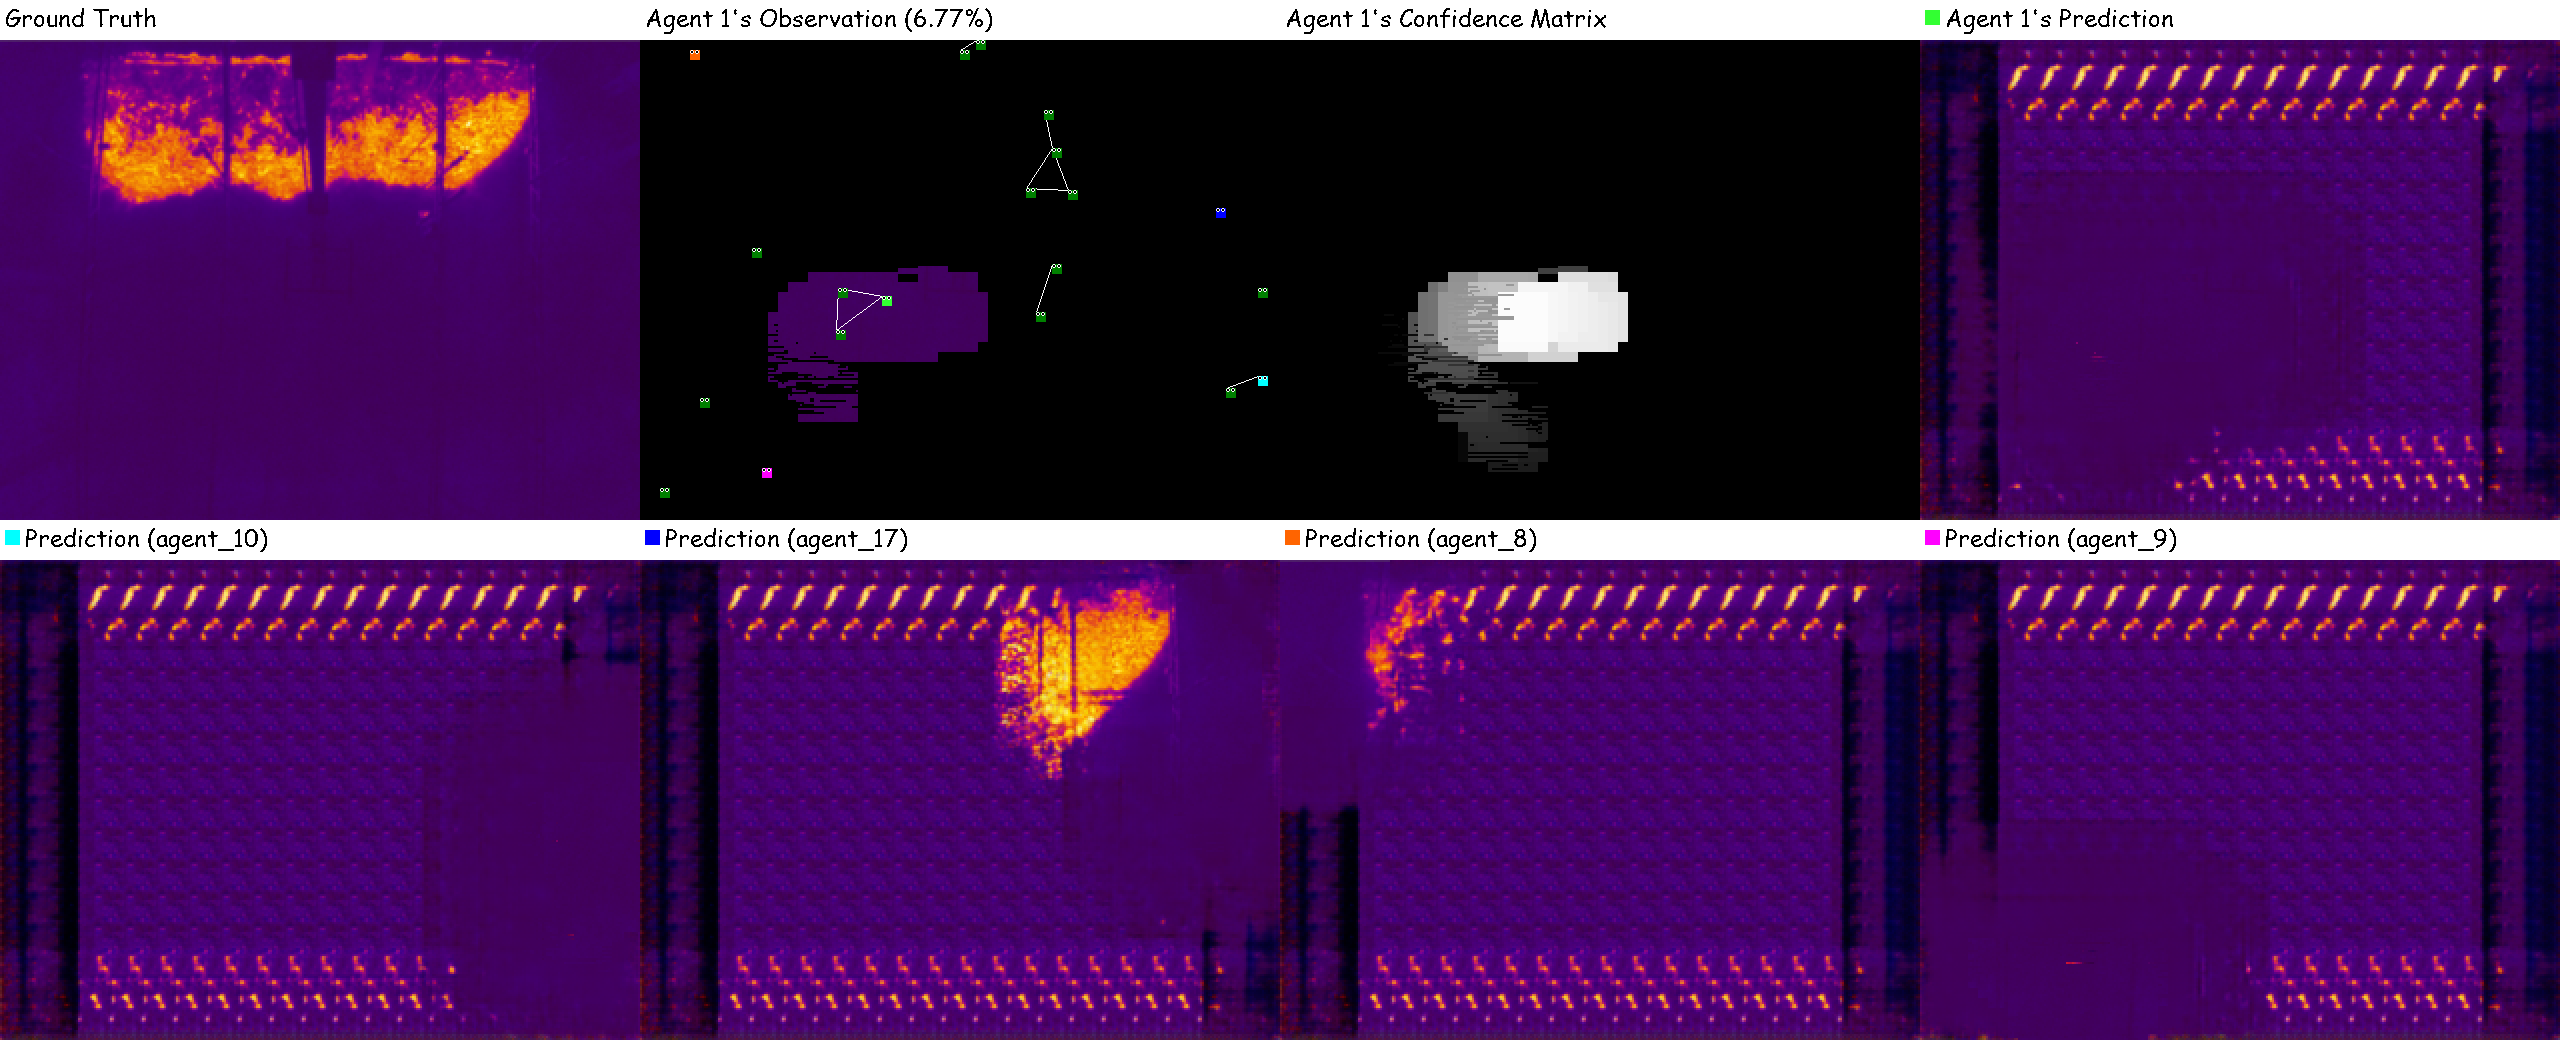 Ground Truth
Agent 1's Observation (6.77%)
Agent 1's Confidence Matrix
Agent 1's Prediction
Prediction (agent_10)
Prediction (agent_17)
Prediction (agent_8)
Prediction (agent_9)